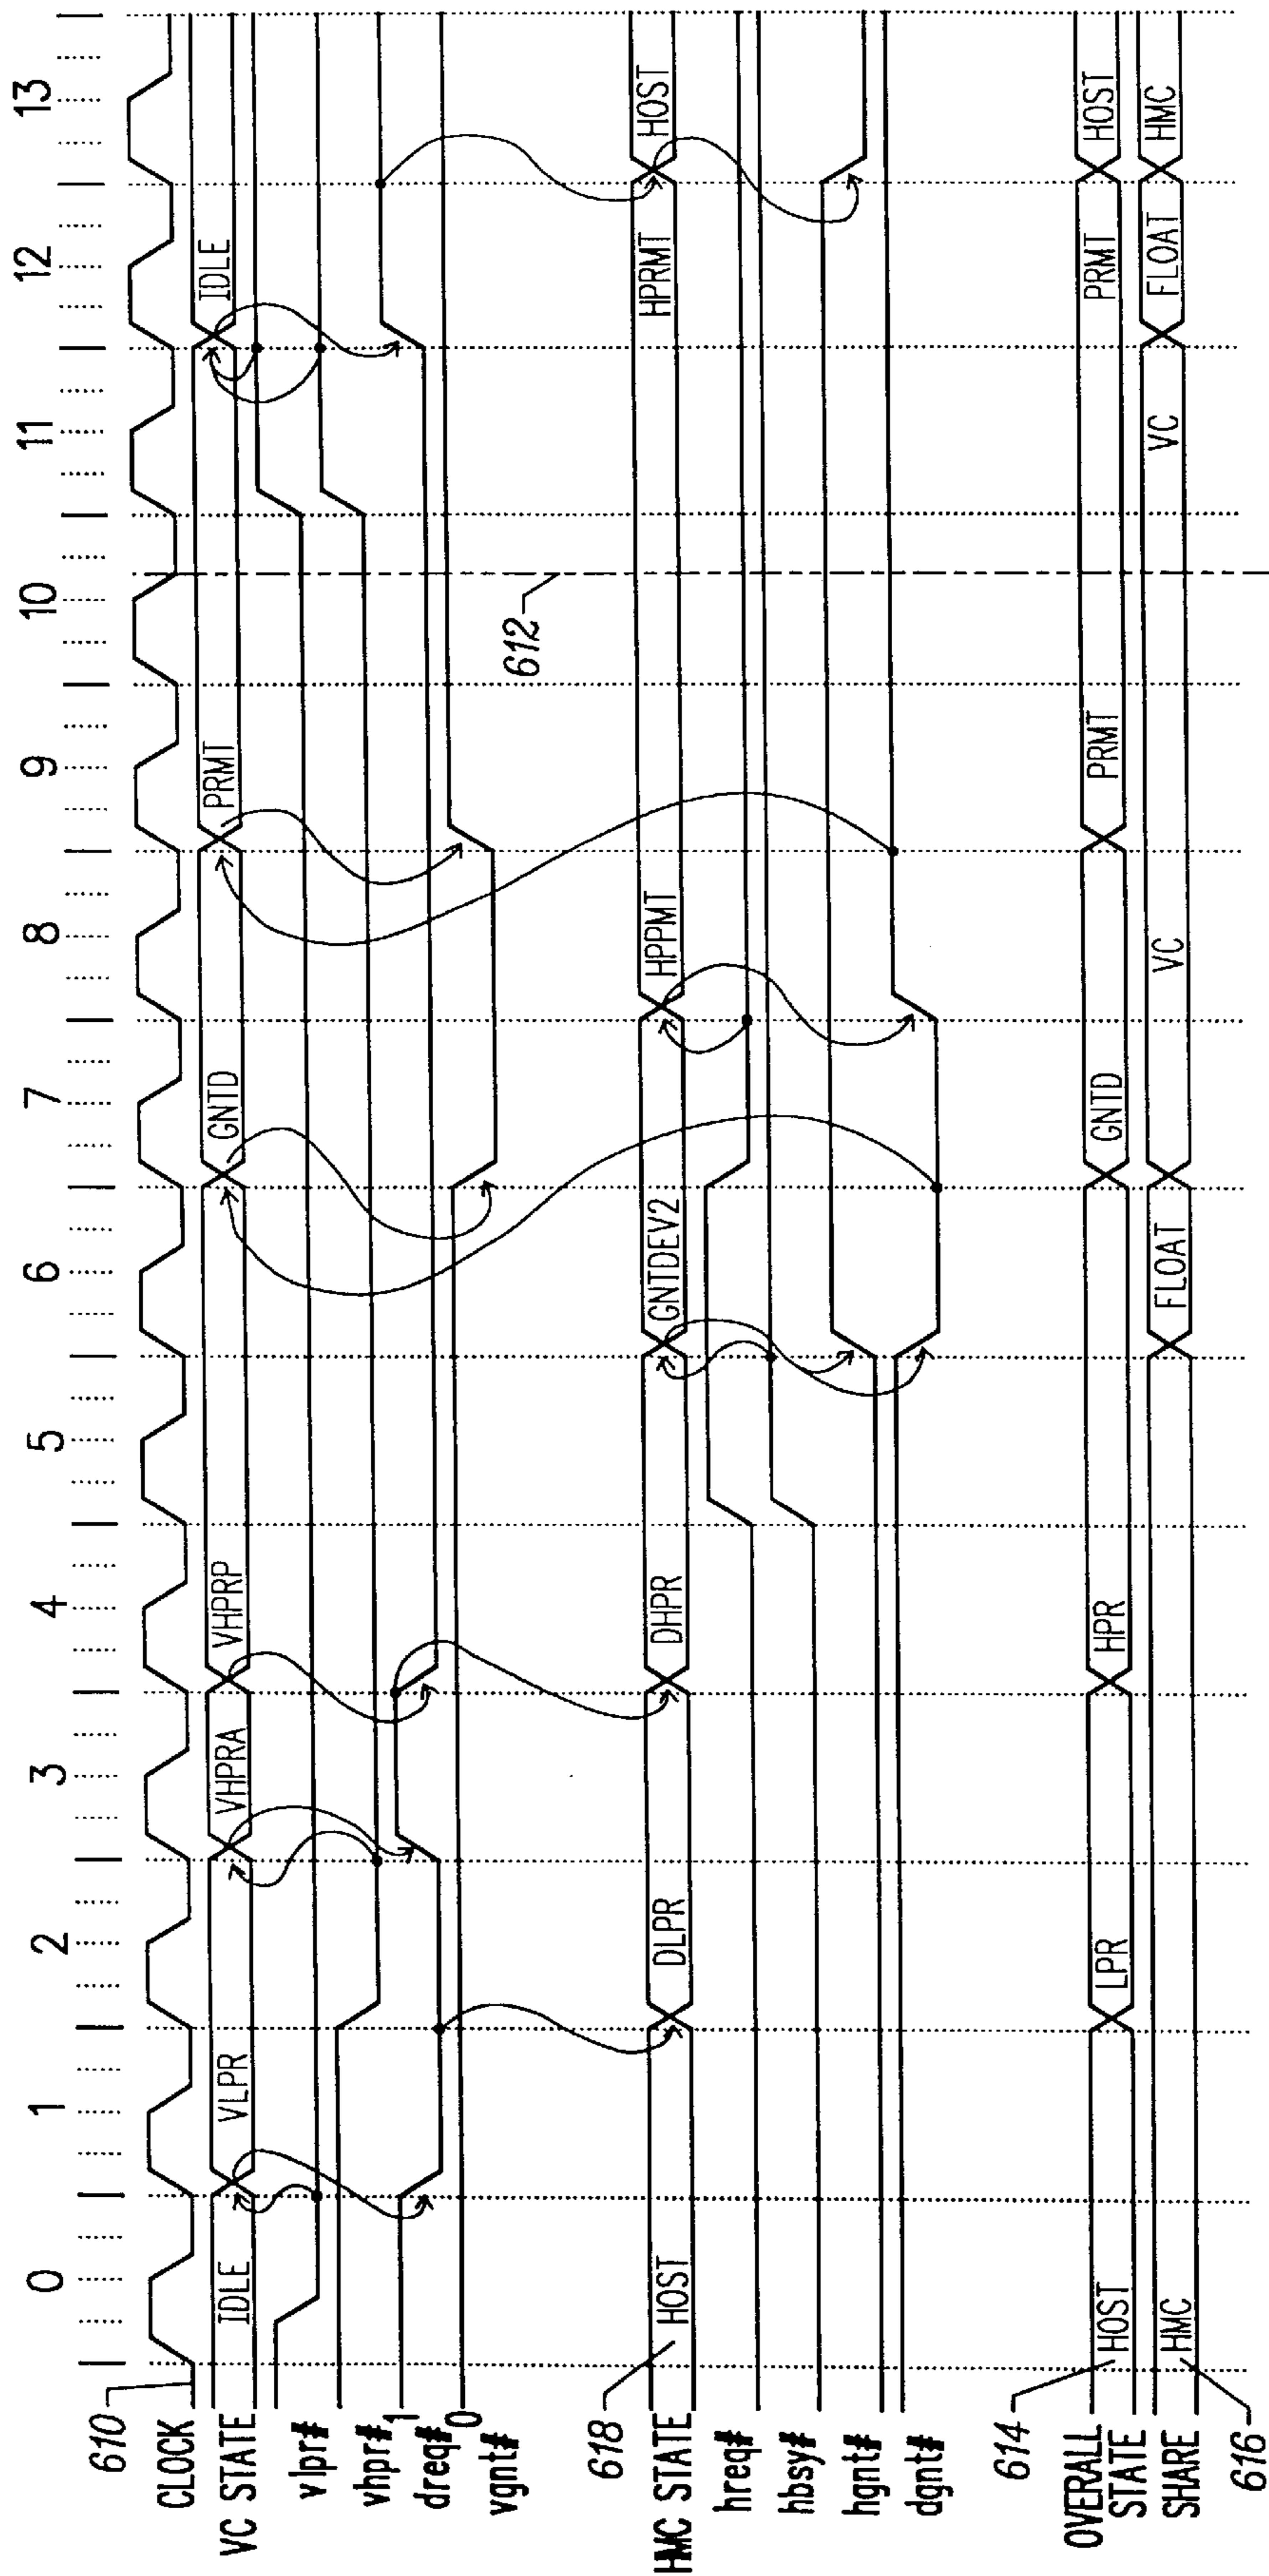 0 1 2 3 4 5 6 7 8 9 10 11 12 13
610
CLOCK
VC STATE IDLE VLPR VHPRA VHPRP GNTD PRMT IDLE
vlpr#
vhpr#
1
dreq#
0
vgnt#
612
618
HMC STATE HOST DLPR DHPR GNTDEV2 HPPMT HPRMT HOST
hreq#
hbsy#
hgnt#
dgnt#
614
OVERALL STATE HOST LPR HPR GNTD PRMT PRMT HOST
SHARE HMC FLOAT VC VC FLOAT HMC
616